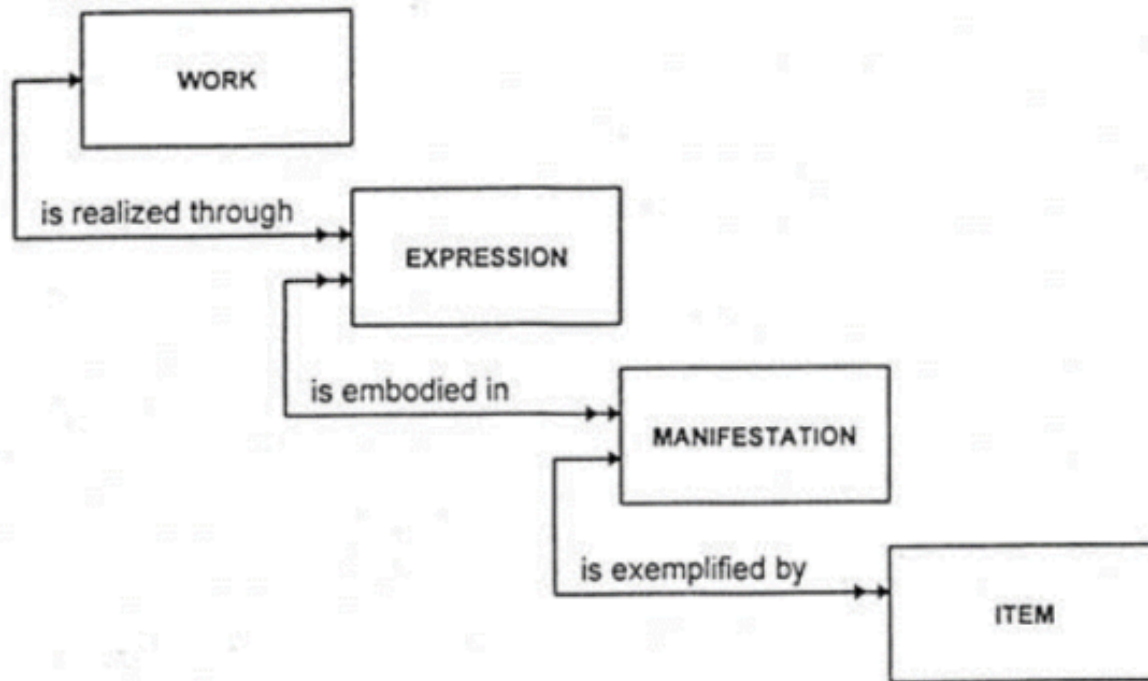 WORK
is realized through
EXPRESSION
is embodied in
MANIFESTATION
is exemplified by
ITEM